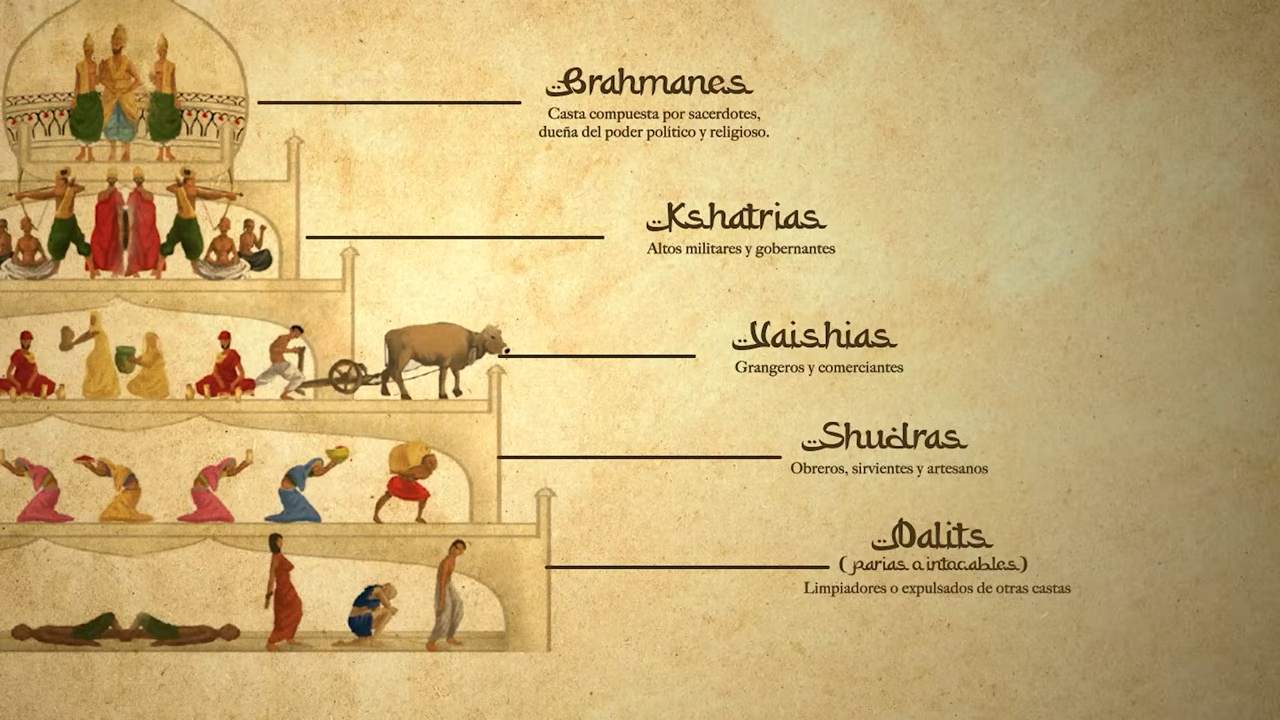 Brahmanes
Casta compuesta por sacerdotes,
dueña del poder político y religioso.
Kshatrias
Altos militares y gobernantes
Vaishias
Grangeros y comerciantes
Shudras
Obreros, sirvientes y artesanos
Dalits
(parias a intacables)
Limpiadores o expulsados de otras castas